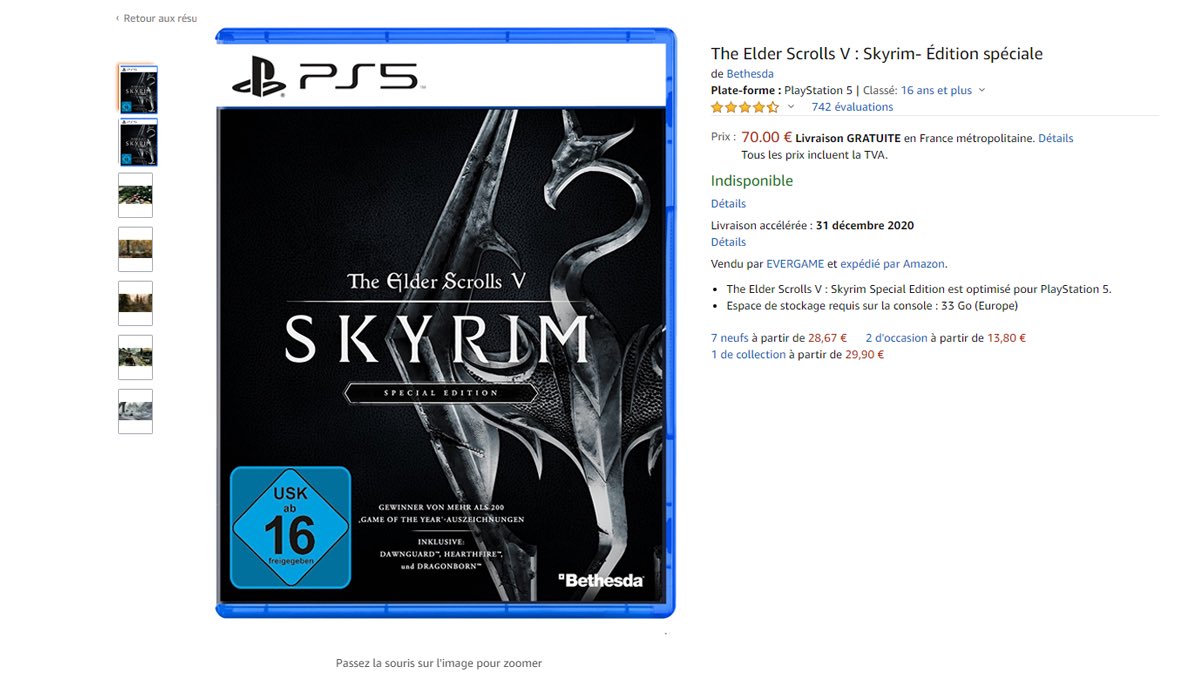 ‹ Retour aux résu
PS5
The Elder Scrolls V
SKYRIM
SPECIAL EDITION
USK
ab
16
freigegeben
GEWINNER VON MEHR ALS 200
‚GAME OF THE YEAR'-AUSZEICHNUNGEN
INKLUSIVE:
DAWNGUARD™, HEARTHFIRE™,
und DRAGONBORN™
Bethesda
Passez la souris sur l'image pour zoomer
The Elder Scrolls V : Skyrim- Édition spéciale
de Bethesda
Plate-forme : PlayStation 5 | Classé: 16 ans et plus
742 évaluations
Prix : 70.00 € Livraison GRATUITE en France métropolitaine. Détails
Tous les prix incluent la TVA.
Indisponible
Détails
Livraison accélérée : 31 décembre 2020
Détails
Vendu par EVERGAME et expédié par Amazon.
• The Elder Scrolls V : Skyrim Special Edition est optimisé pour PlayStation 5.
• Espace de stockage requis sur la console : 33 Go (Europe)
7 neufs à partir de 28,67 € 2 d'occasion à partir de 13,80 €
1 de collection à partir de 29,90 €